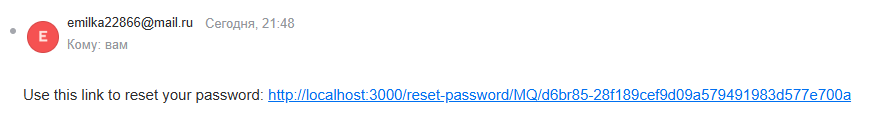 emilka22866@mail.ru Сегодня, 21:48
E
Кому: вам
Use this link to reset your password: http://localhost:3000/reset-password/MQ/d6br85-28f189cef9d09a579491983d577e700a